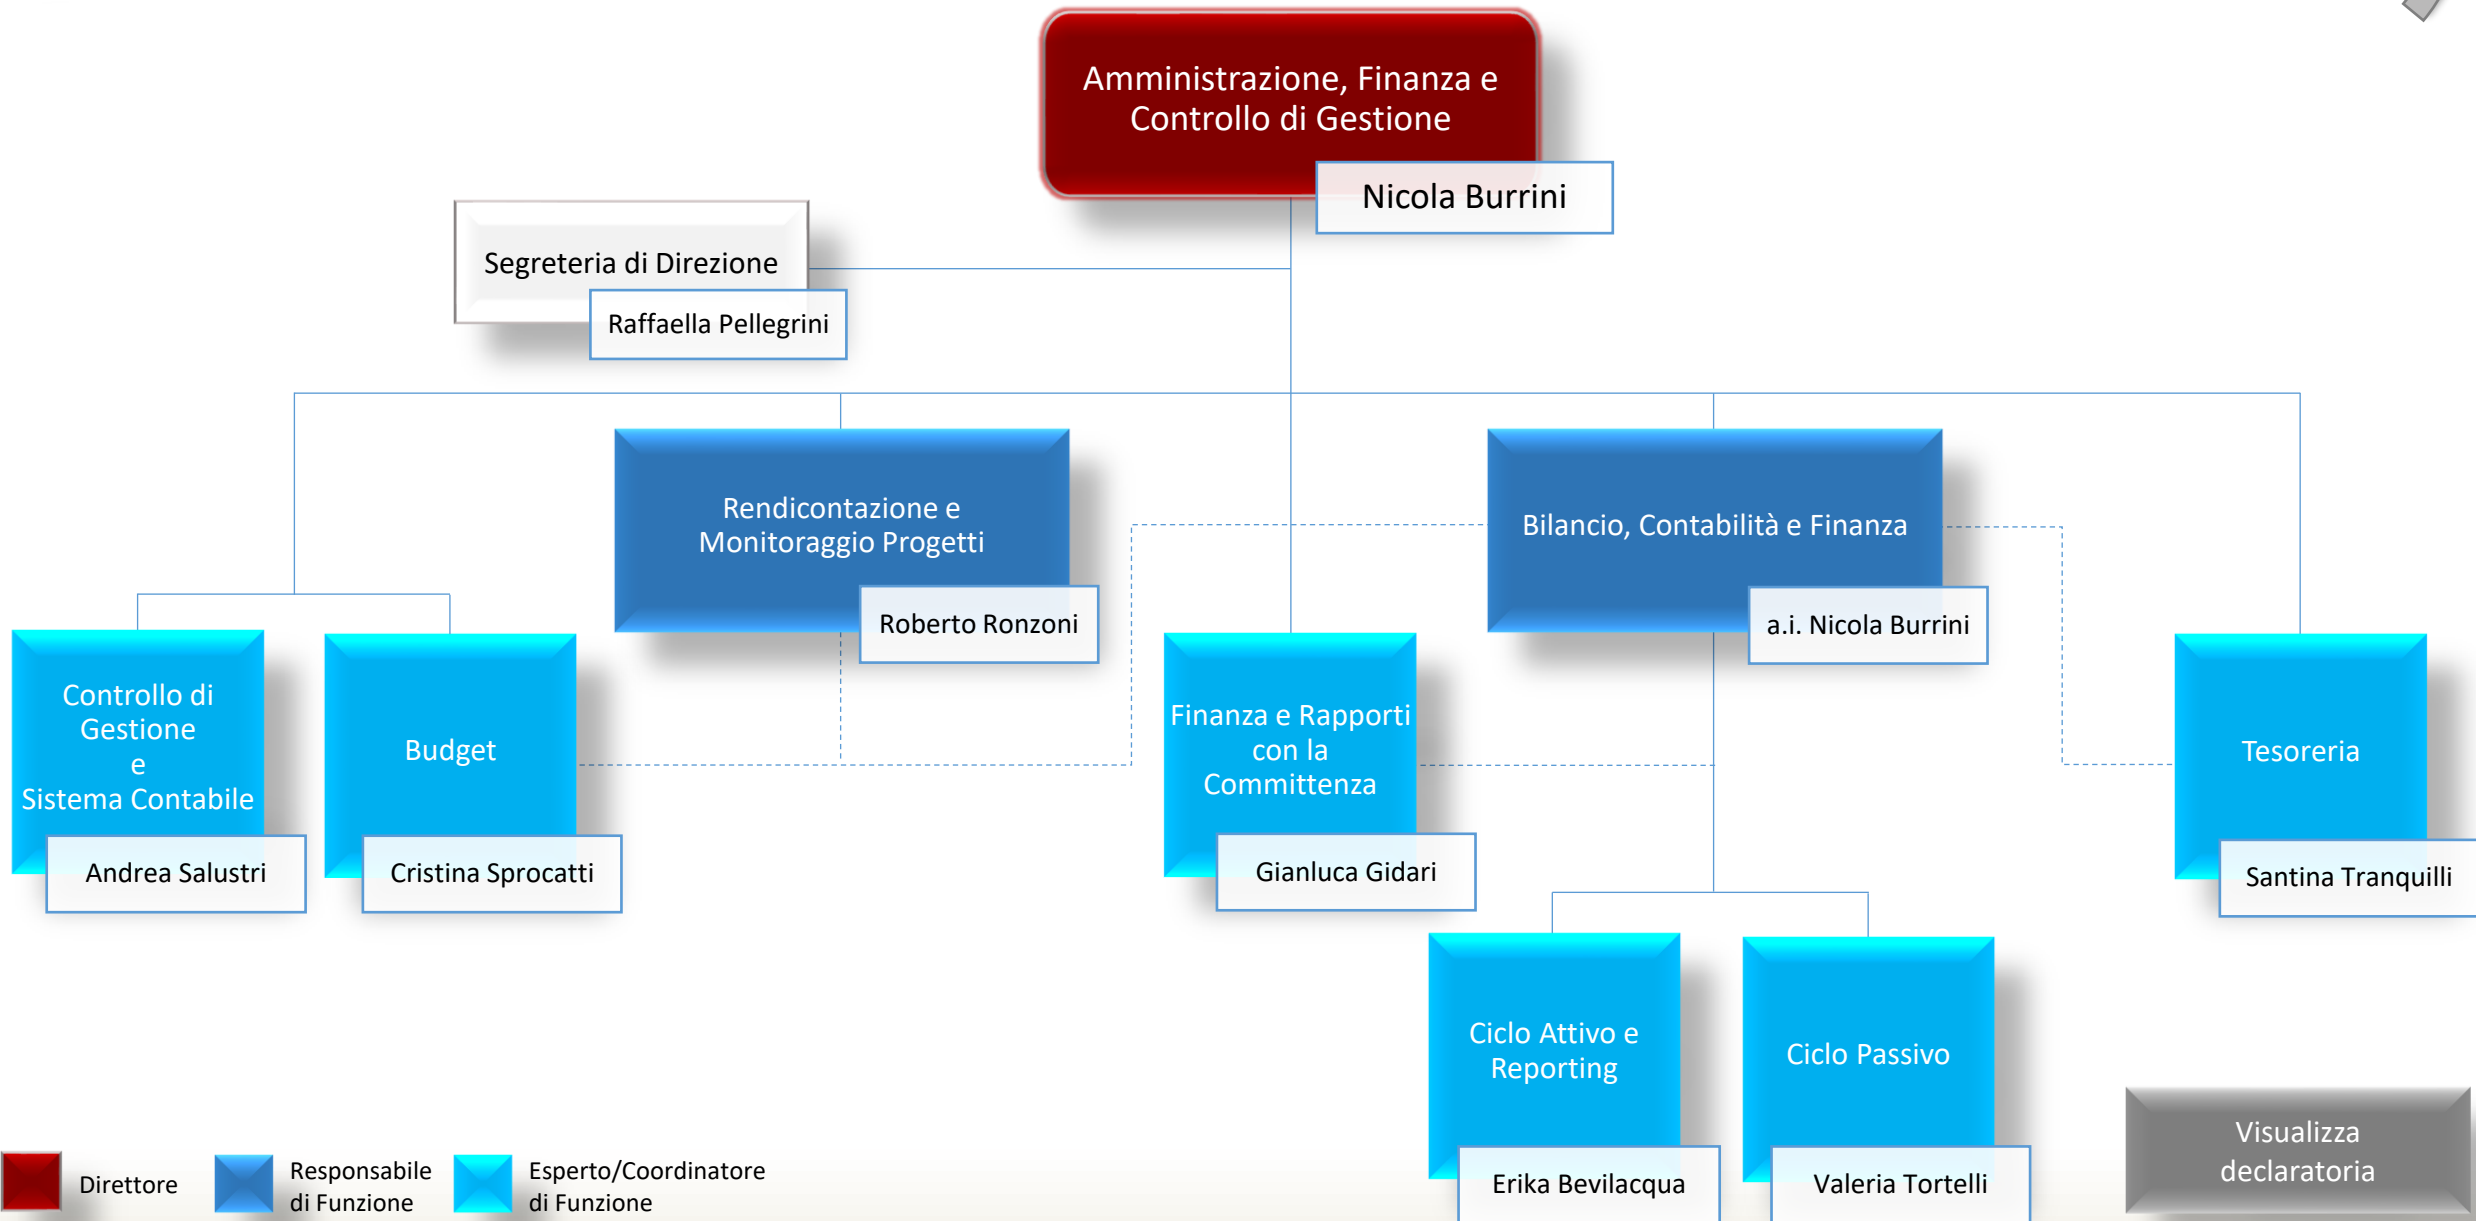 Amministrazione, Finanza e
Controllo di Gestione
Nicola Burrini
Segreteria di Direzione
Raffaella Pellegrini
Rendicontazione e
Monitoraggio Progetti
Roberto Ronzoni
Bilancio, Contabilità e Finanza
a.i. Nicola Burrini
Controllo di
Gestione
e
Sistema Contabile
Andrea Salustri
Budget
Cristina Sprocatti
Finanza e Rapporti
con la
Committenza
Gianluca Gidari
Tesoreria
Santina Tranquilli
Ciclo Attivo e
Reporting
Erika Bevilacqua
Ciclo Passivo
Valeria Tortelli
Visualizza
declaratoria
Direttore
Responsabile
di Funzione
Esperto/Coordinatore
di Funzione